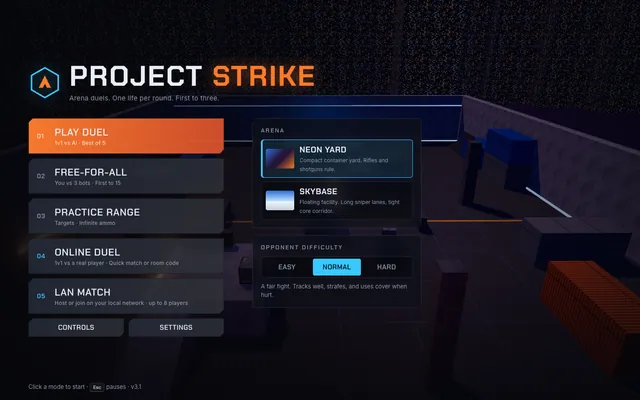 PROJECT STRIKE
Arena duels. One life per round. First to three.
01 PLAY DUEL
1v1 vs AI · Best of 5
02 FREE-FOR-ALL
You vs 3 bots · First to 15
03 PRACTICE RANGE
Targets · Infinite ammo
04 ONLINE DUEL
1v1 vs a real player · Quick match or room code
05 LAN MATCH
Host or join on your local network · up to 8 players
CONTROLS SETTINGS
ARENA
NEON YARD
Compact container yard. Rifles and
shotguns rule.
SKYBASE
Floating facility. Long sniper lanes, tight
core corridor.
OPPONENT DIFFICULTY
EASY NORMAL HARD
A fair fight. Tracks well, strafes, and uses cover when
hurt.
Click a mode to start · Esc pauses · v3.1